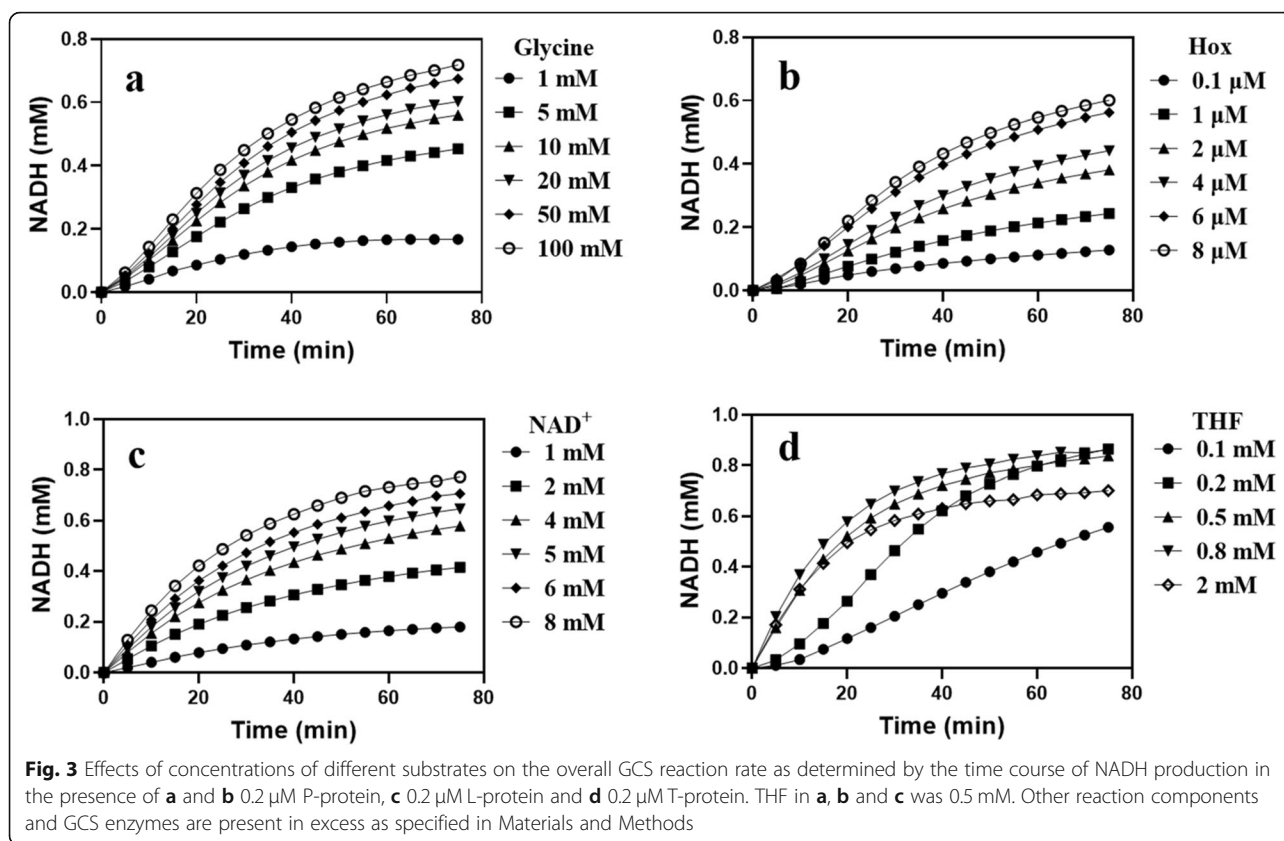 a
NADH (mM)
0.8
0.6
0.4
0.2
0.0
0 20 40 60 80
Time (min)
Glycine
1 mM
5 mM
10 mM
20 mM
50 mM
100 mM
b
NADH (mM)
0.8
0.6
0.4
0.2
0.0
0 20 40 60 80
Time (min)
Hox
0.1 µM
1 µM
2 µM
4 µM
6 µM
8 µM
c
NADH (mM)
1.0
0.8
0.6
0.4
0.2
0.0
0 20 40 60 80
Time (min)
NAD+
1 mM
2 mM
4 mM
5 mM
6 mM
8 mM
d
NADH (mM)
1.0
0.8
0.6
0.4
0.2
0.0
0 20 40 60 80
Time (min)
THF
0.1 mM
0.2 mM
0.5 mM
0.8 mM
2 mM
Fig. 3 Effects of concentrations of different substrates on the overall GCS reaction rate as determined by the time course of NADH production in
the presence of a and b 0.2 µM P-protein, c 0.2 µM L-protein and d 0.2 µM T-protein. THF in a, b and c was 0.5 mM. Other reaction components
and GCS enzymes are present in excess as specified in Materials and Methods